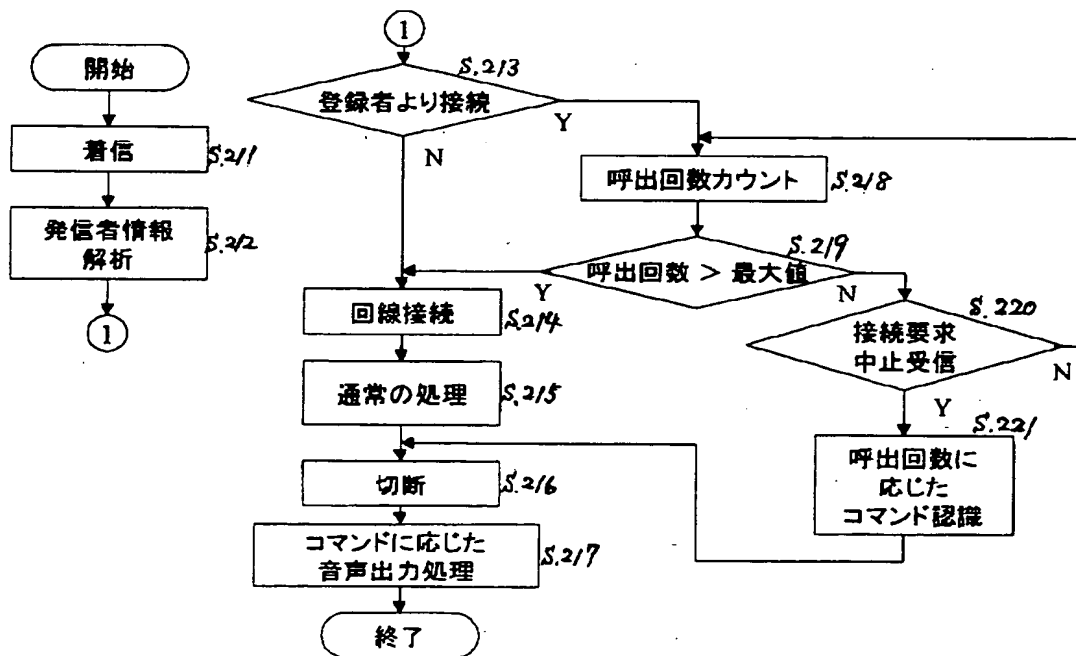 開始
着信
S.211
発信者情報
解析
S.212
1
1
S.213
登録者より接続
Y
N
呼出回数カウント
S.218
S.219
呼出回数 > 最大値
Y
N
回線接続
S.214
S.220
接続要求
中止受信
N
Y
通常の処理
S.215
S.221
呼出回数に
応じた
コマンド認識
切断
S.216
コマンドに応じた
音声出力処理
S.217
終了